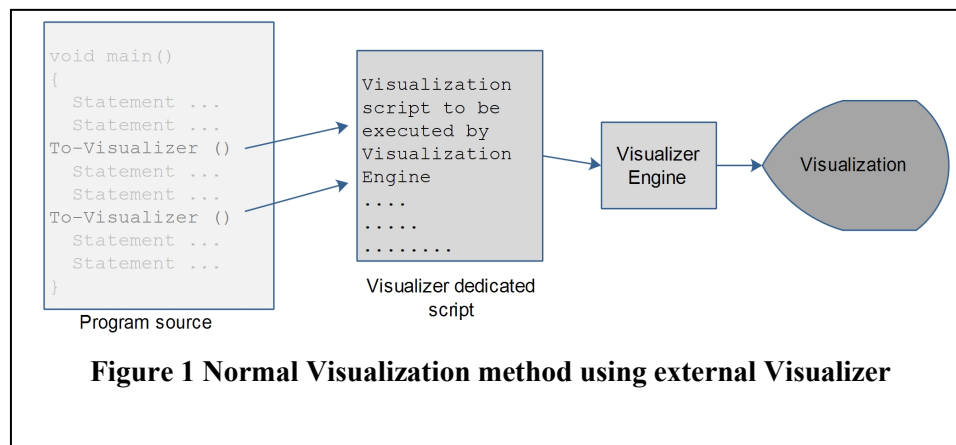 void main()
{
Statement ...
Statement ...
To-Visualizer ()
Statement ...
Statement ...
To-Visualizer ()
Statement ...
Statement ...
}
Program source
Visualization
script to be
executed by
Visualization
Engine
....
.....
........
Visualizer dedicated
script
Visualizer
Engine
Visualization
Figure 1 Normal Visualization method using external Visualizer